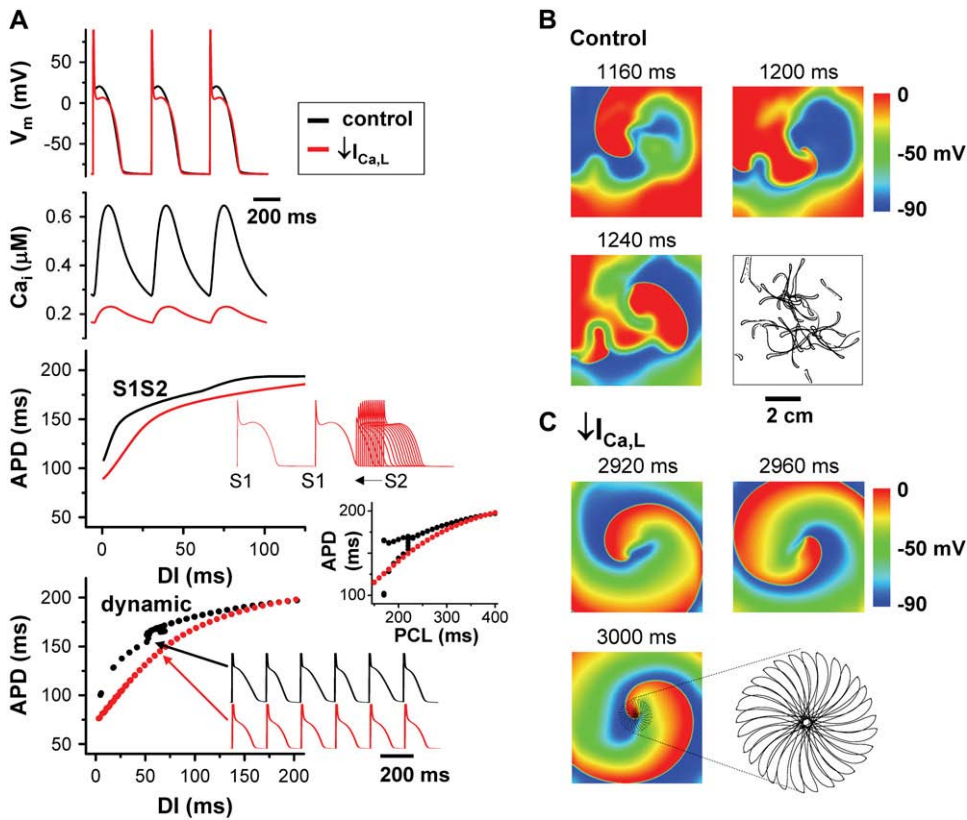 A
V_m (mV)
50
0
-50
control
↓I_Ca,L
200 ms
Ca_i (μM)
0.6
0.4
0.2
APD (ms)
200
150
100
50
S1S2
S1
S1
S2
0
50
100
DI (ms)
APD (ms)
200
100
200
300
400
PCL (ms)
APD (ms)
200
150
100
50
dynamic
0
50
100
150
200
DI (ms)
200 ms
B
Control
1160 ms
1200 ms
0
-50 mV
-90
1240 ms
2 cm
C
↓I_Ca,L
2920 ms
2960 ms
0
-50 mV
-90
3000 ms